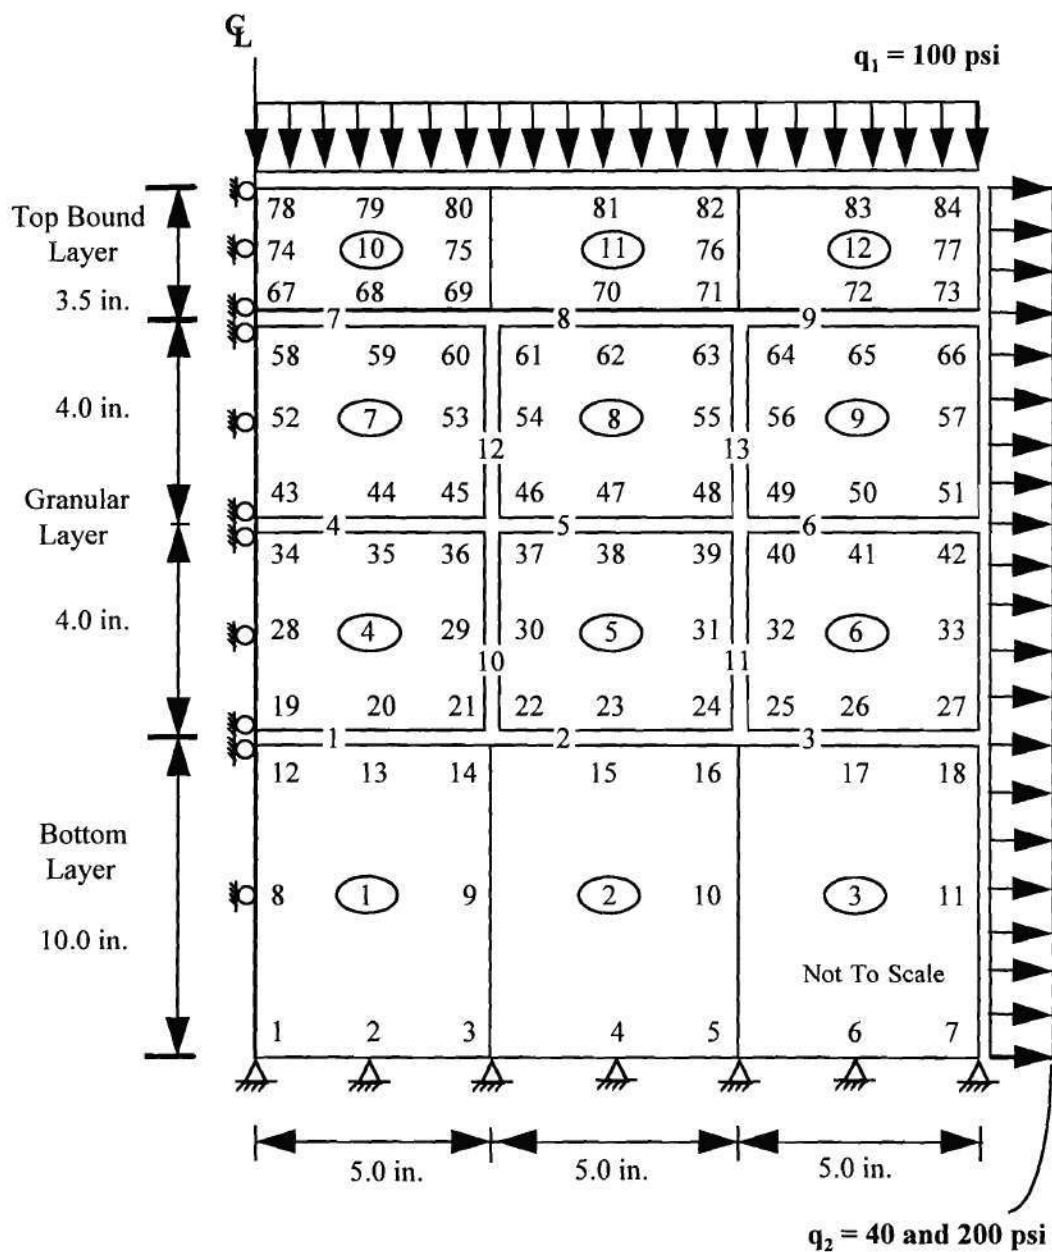 ℄
q₁ = 100 psi
Top Bound
Layer
3.5 in.
78 79 80 81 82 83 84
74 10 75 11 76 12 77
67 68 69 70 71 72 73
7 8 9
58 59 60 61 62 63 64 65 66
4.0 in.
52 7 53 54 8 55 56 9 57
12 13
Granular
Layer
43 44 45 46 47 48 49 50 51
4 5 6
34 35 36 37 38 39 40 41 42
4.0 in.
28 4 29 30 5 31 32 6 33
10 11
19 20 21 22 23 24 25 26 27
1 2 3
12 13 14 15 16 17 18
Bottom
Layer
10.0 in.
8 1 9 2 10 3 11
Not To Scale
1 2 3 4 5 6 7
5.0 in. 5.0 in. 5.0 in.
q₂ = 40 and 200 psi